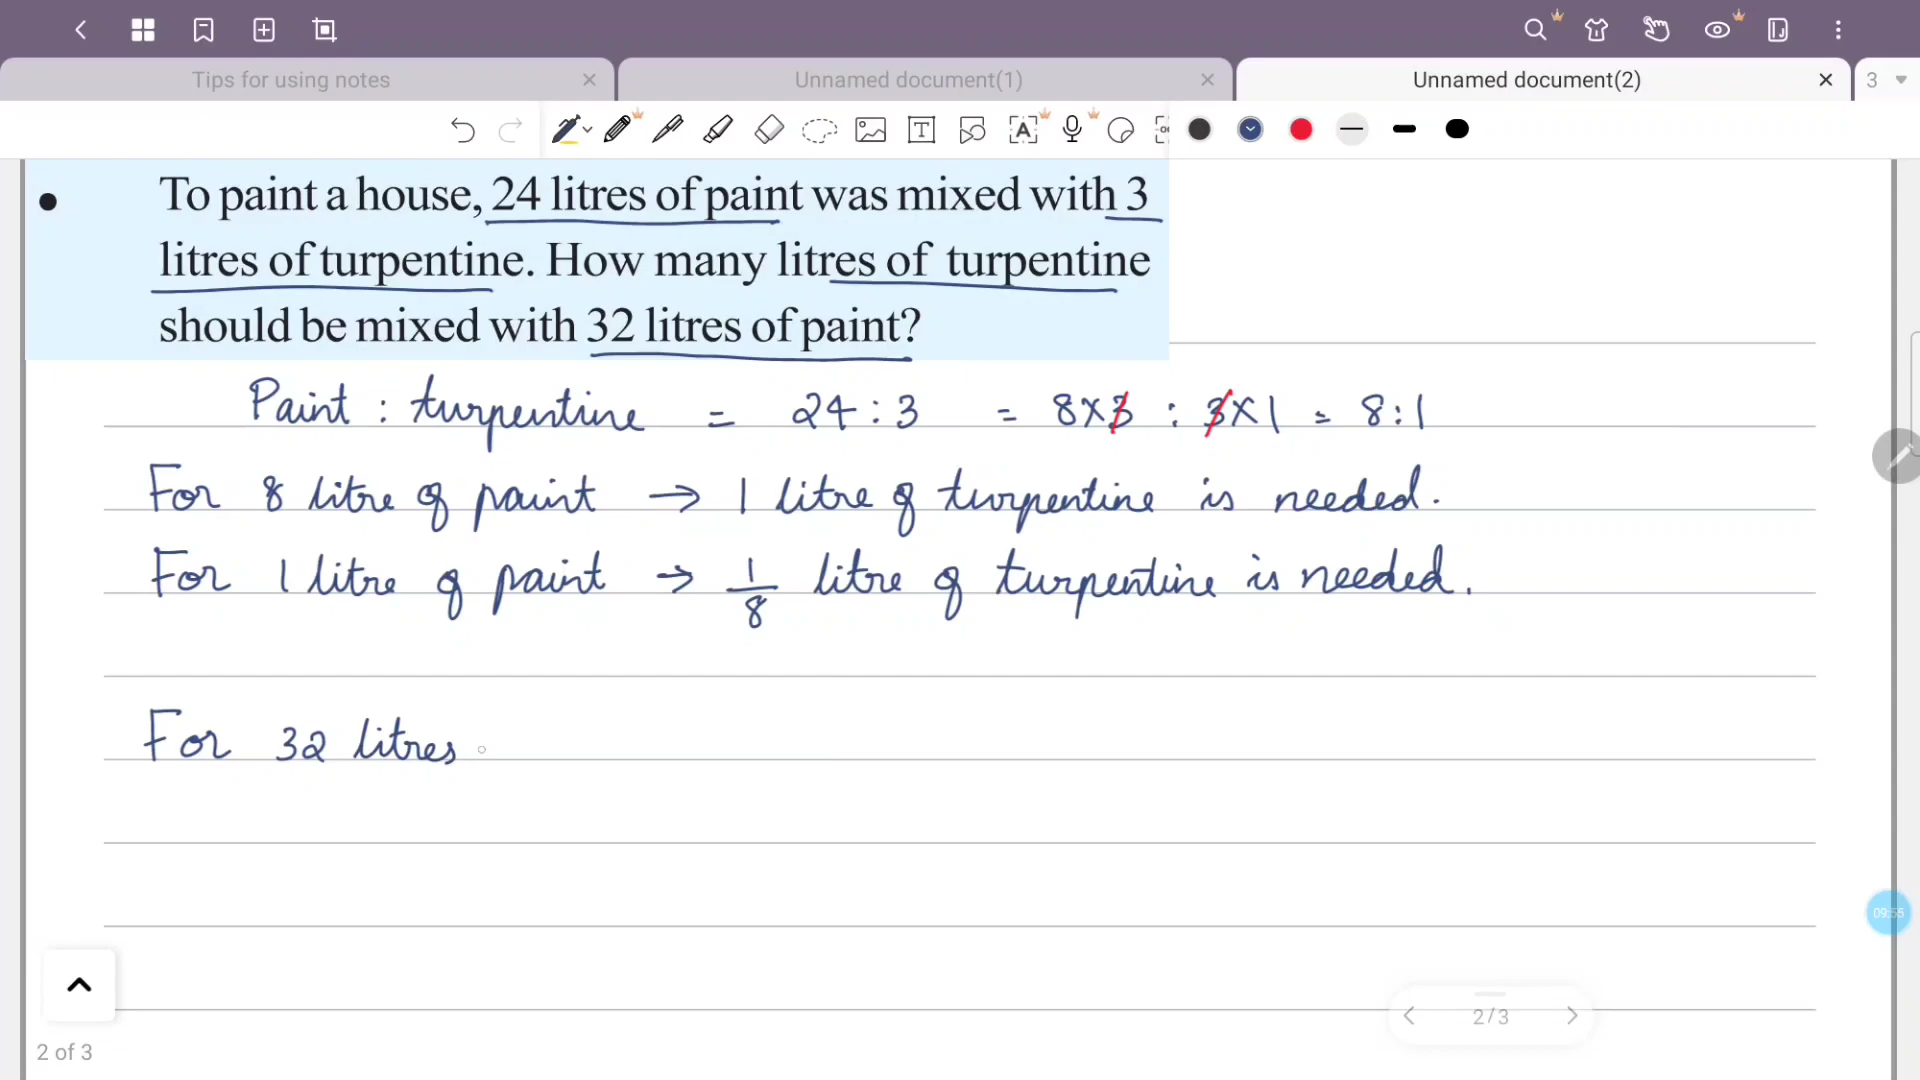 Tips for using notes
Unnamed document(1)
Unnamed document(2)
3
To paint a house, 24 litres of paint was mixed with 3
litres of turpentine. How many litres of turpentine
should be mixed with 32 litres of paint?
Paint : turpentine = 24 : 3 = 8 x 3 : 3 x 1 = 8 : 1
For 8 litre of paint → 1 litre of turpentine is needed.
For 1 litre of paint → 1/8 litre of turpentine is needed.
For 32 litres
09:55
2/3
2 of 3